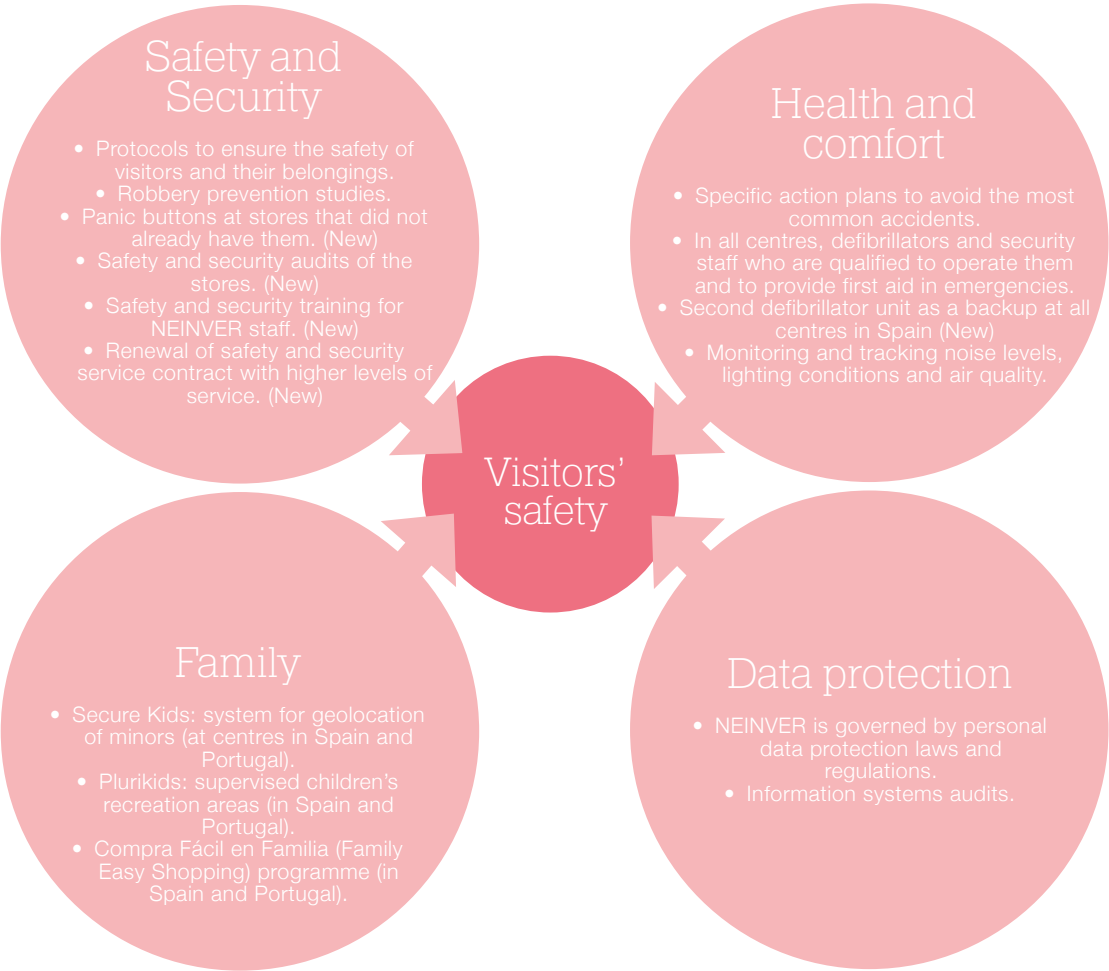 Safety and
Security
• Protocols to ensure the safety of
visitors and their belongings.
• Robbery prevention studies.
• Panic buttons at stores that did not
already have them. (New)
• Safety and security audits of the
stores. (New)
• Safety and security training for
NEINVER staff. (New)
• Renewal of safety and security
service contract with higher levels of
service. (New)
Health and
comfort
• Specific action plans to avoid the most
common accidents.
• In all centres, defibrillators and security
staff who are qualified to operate them
and to provide first aid in emergencies.
• Second defibrillator unit as a backup at all
centres in Spain (New)
• Monitoring and tracking noise levels,
lighting conditions and air quality.
Visitors’
safety
Family
• Secure Kids: system for geolocation
of minors (at centres in Spain and
Portugal).
• Plurikids: supervised children’s
recreation areas (in Spain and
Portugal).
• Compra Fácil en Familia (Family
Easy Shopping) programme (in
Spain and Portugal).
Data protection
• NEINVER is governed by personal
data protection laws and
regulations.
• Information systems audits.